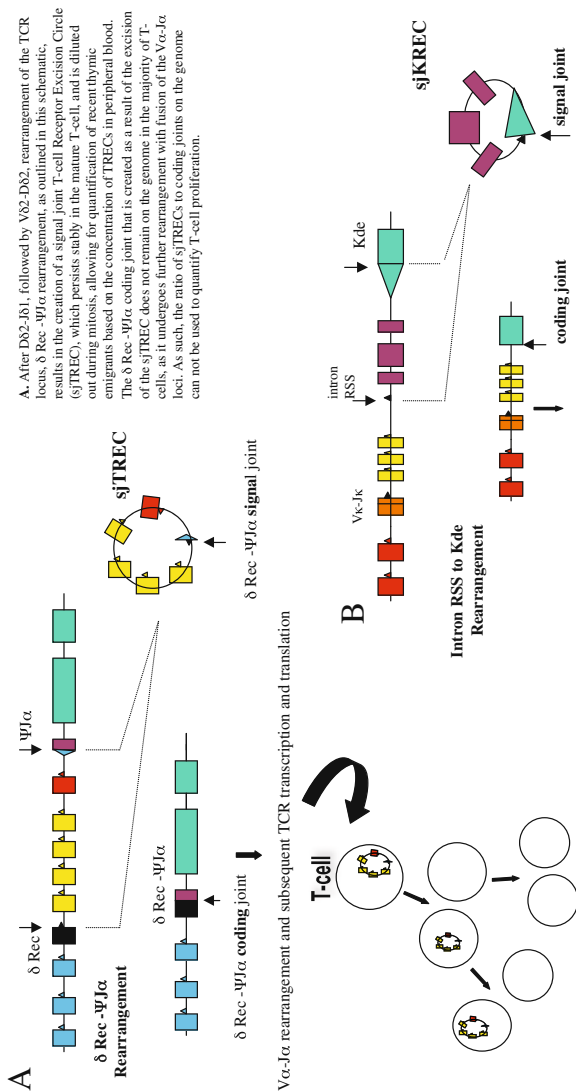 A
δ Rec
ΨJα
δ Rec -ΨJα
Rearrangement
sjTREC
δ Rec -ΨJα
δ Rec -ΨJα signal joint
δ Rec -ΨJα coding joint
Vα-Jα rearrangement and subsequent TCR transcription and translation
T-cell
A. After Dδ2-Jδ1, followed by Vδ2-Dδ2, rearrangement of the TCR
locus, δ Rec -ΨJα rearrangement, as outlined in this schematic,
results in the creation of a signal joint T-cell Receptor Excision Circle
(sjTREC), which persists stably in the mature T-cell, and is diluted
out during mitosis, allowing for quantification of recent thymic
emigrants based on the concentration of TRECs in peripheral blood.
The δ Rec -ΨJα coding joint that is created as a result of the excision
of the sjTREC does not remain on the genome in the majority of T-
cells, as it undergoes further rearrangement with fusion of the Vα-Jα
loci. As such, the ratio of sjTRECs to coding joints on the genome
can not be used to quantify T-cell proliferation.
B
Vκ-Jκ
intron
RSS
Kde
sjKREC
signal joint
Intron RSS to Kde
Rearrangement
coding joint